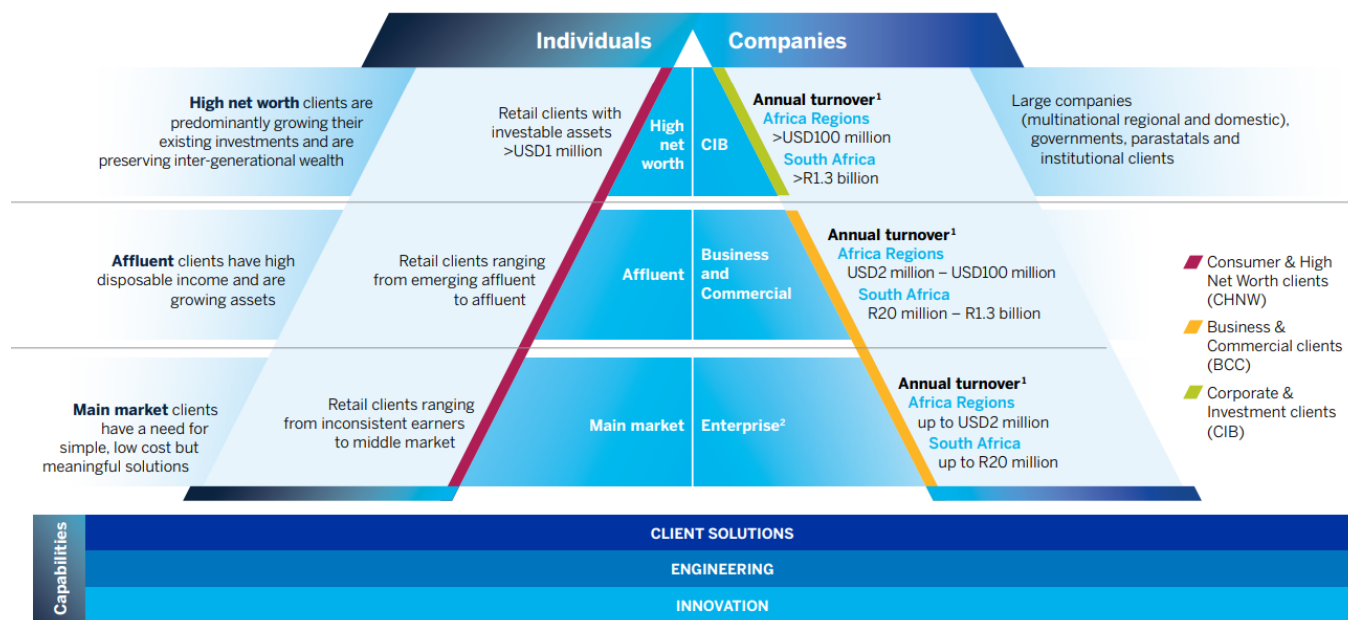 Individuals
Companies
High net worth clients are
predominantly growing their
existing investments and are
preserving inter-generational wealth
Retail clients with
investable assets
>USD1 million
High
net
worth
CIB
Annual turnover¹
Africa Regions
>USD100 million
South Africa
>R1.3 billion
Large companies
(multinational regional and domestic),
governments, parastatals and
institutional clients
Affluent clients have high
disposable income and are
growing assets
Retail clients ranging
from emerging affluent
to affluent
Affluent
Business
and
Commercial
Annual turnover¹
Africa Regions
USD2 million – USD100 million
South Africa
R20 million – R1.3 billion
Main market clients
have a need for
simple, low cost but
meaningful solutions
Retail clients ranging
from inconsistent earners
to middle market
Main market
Enterprise²
Annual turnover¹
Africa Regions
up to USD2 million
South Africa
up to R20 million
Consumer & High
Net Worth clients
(CHNW)
Business &
Commercial clients
(BCC)
Corporate &
Investment clients
(CIB)
Capabilities
CLIENT SOLUTIONS
ENGINEERING
INNOVATION